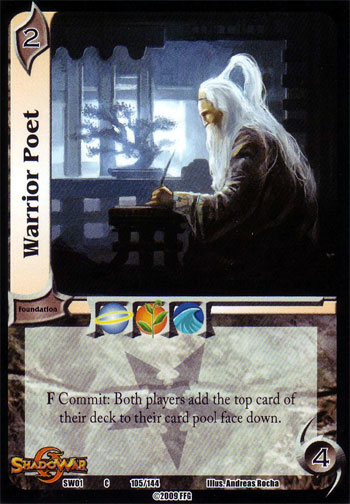 2
Warrior Poet
Foundation
F Commit: Both players add the top card of
their deck to their card pool face down.
ShadoWar
4
SW01 C 105/144 Illus. Andreas Rocha
©2009 FFG